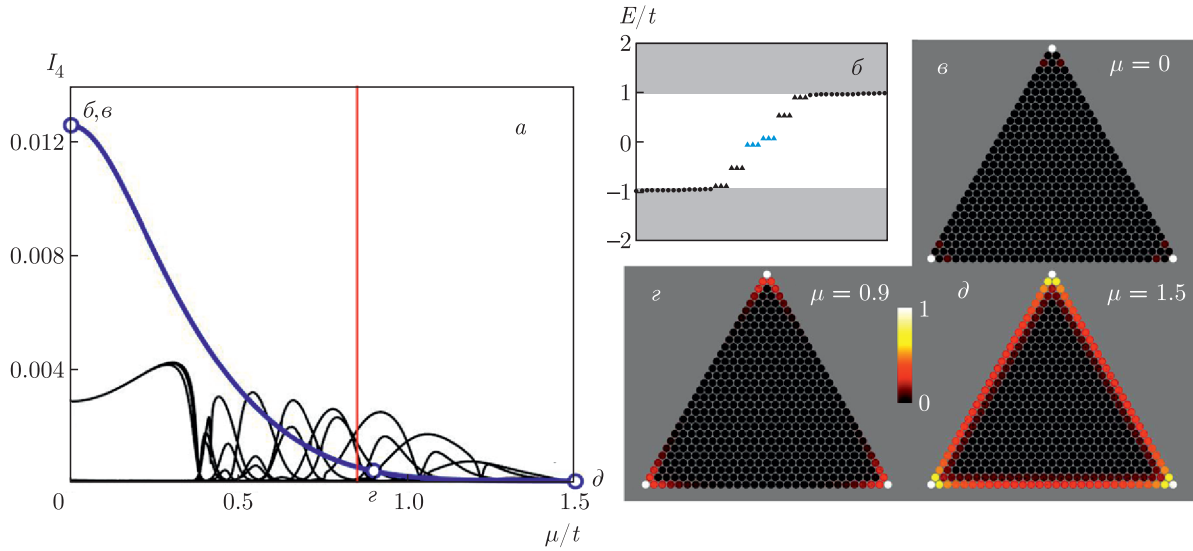 I₄
0.012
0.008
0.004
0
0.5
1.0
1.5
μ/t
а
б,в
г
д
E/t
2
1
0
−1
−2
б
в
μ = 0
г
μ = 0.9
1
0
д
μ = 1.5